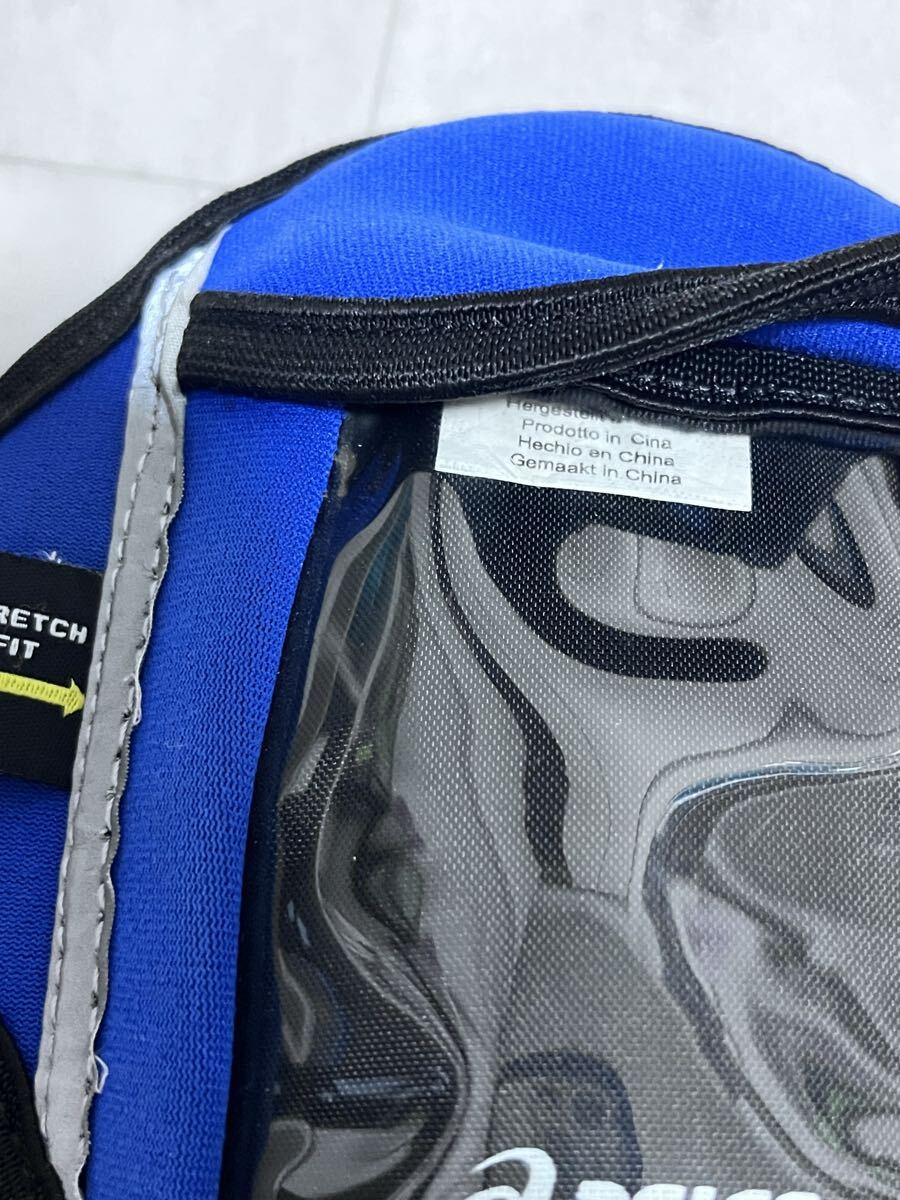 Prodotto in Cina
Hechio en China
Gemaakt in China
RETCH
FIT